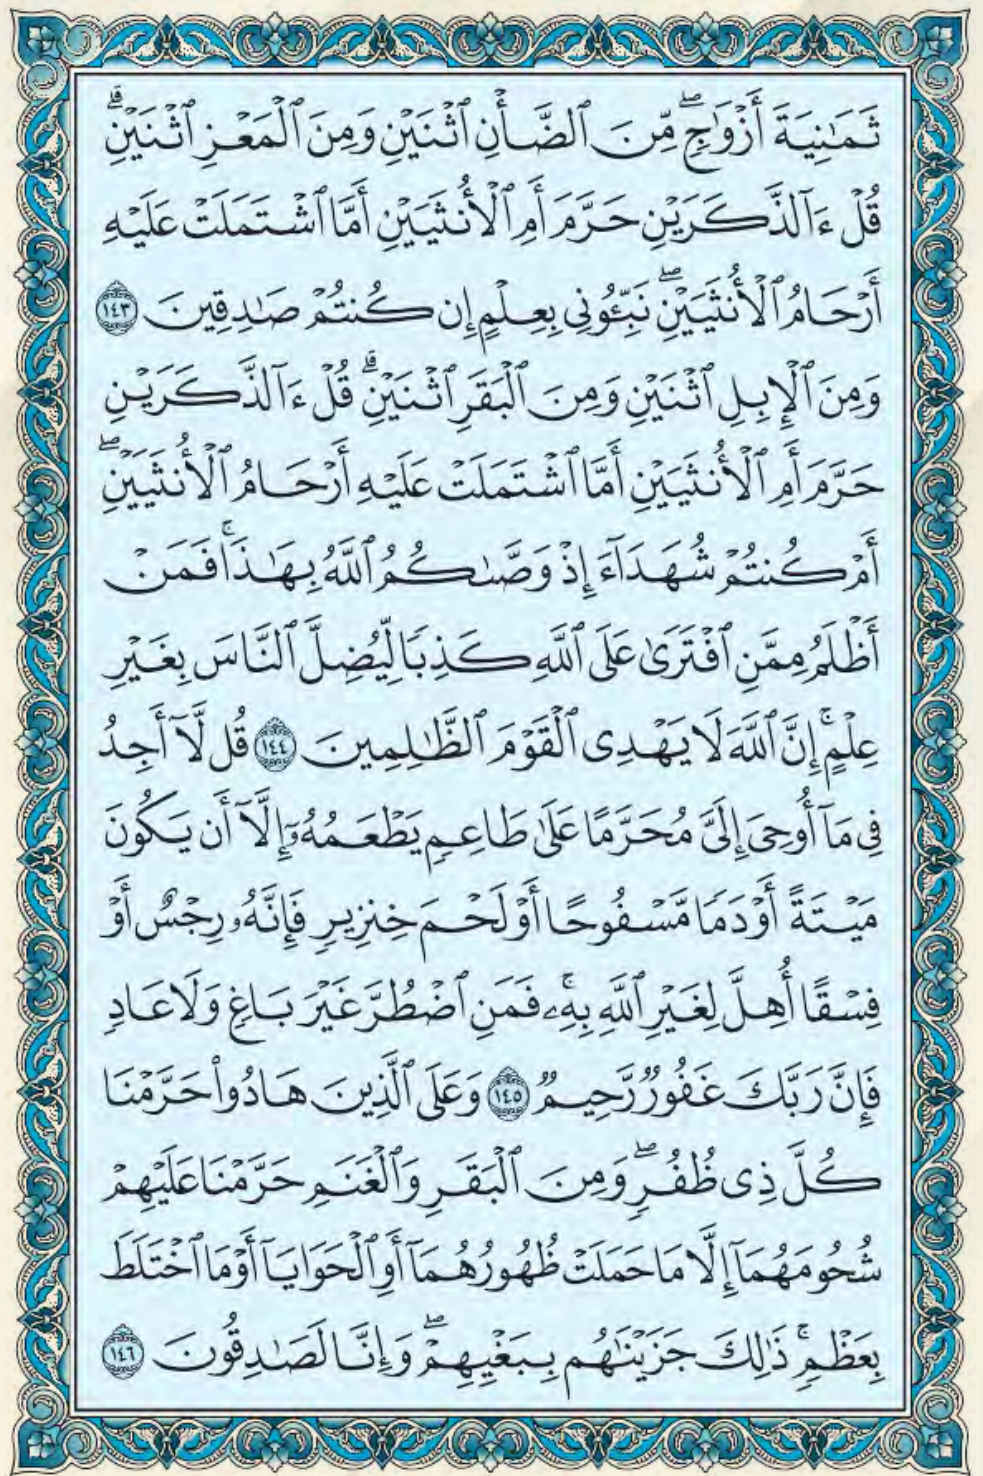 ثَمَٰنِيَةَ أَزۡوَٰجٖۖ مِّنَ ٱلضَّأۡنِ ٱثۡنَيۡنِ وَمِنَ ٱلۡمَعۡزِ ٱثۡنَيۡنِۗ
قُلۡ ءَآلذَّكَرَيۡنِ حَرَّمَ أَمِ ٱلۡأُنثَيَيۡنِ أَمَّا ٱشۡتَمَلَتۡ عَلَيۡهِ
أَرۡحَامُ ٱلۡأُنثَيَيۡنِۖ نَبِّـُٔونِي بِعِلۡمٍ إِن كُنتُمۡ صَٰدِقِينَ ١٤٣
وَمِنَ ٱلۡإِبِلِ ٱثۡنَيۡنِ وَمِنَ ٱلۡبَقَرِ ٱثۡنَيۡنِۗ قُلۡ ءَآلذَّكَرَيۡنِ
حَرَّمَ أَمِ ٱلۡأُنثَيَيۡنِ أَمَّا ٱشۡتَمَلَتۡ عَلَيۡهِ أَرۡحَامُ ٱلۡأُنثَيَيۡنِۖ
أَمۡ كُنتُمۡ شُهَدَآءَ إِذۡ وَصَّىٰكُمُ ٱللَّهُ بِهَٰذَاۚ فَمَنۡ
أَظۡلَمُ مِمَّنِ ٱفۡتَرَىٰ عَلَى ٱللَّهِ كَذِبٗا لِّيُضِلَّ ٱلنَّاسَ بِغَيۡرِ
عِلۡمٍۚ إِنَّ ٱللَّهَ لَا يَهۡدِي ٱلۡقَوۡمَ ٱلظَّٰلِمِينَ ١٤٤ قُل لَّآ أَجِدُ
فِي مَآ أُوحِيَ إِلَيَّ مُحَرَّمًا عَلَىٰ طَاعِمٖ يَطۡعَمُهُۥٓ إِلَّآ أَن يَكُونَ
مَيۡتَةً أَوۡ دَمٗا مَّسۡفُوحًا أَوۡ لَحۡمَ خِنزِيرٖ فَإِنَّهُۥ رِجۡسٌ أَوۡ
فِسۡقًا أُهِلَّ لِغَيۡرِ ٱللَّهِ بِهِۦۚ فَمَنِ ٱضۡطُرَّ غَيۡرَ بَاغٖ وَلَا عَادٖ
فَإِنَّ رَبَّكَ غَفُورٞ رَّحِيمٞ ١٤٥ وَعَلَى ٱلَّذِينَ هَادُواْ حَرَّمۡنَا
كُلَّ ذِي ظُفُرٖۖ وَمِنَ ٱلۡبَقَرِ وَٱلۡغَنَمِ حَرَّمۡنَا عَلَيۡهِمۡ
شُحُومَهُمَآ إِلَّا مَا حَمَلَتۡ ظُهُورُهُمَآ أَوِ ٱلۡحَوَايَآ أَوۡ مَا ٱخۡتَلَطَ
بِعَظۡمٖۚ ذَٰلِكَ جَزَيۡنَٰهُم بِبَغۡيِهِمۡۖ وَإِنَّا لَصَٰدِقُونَ ١٤٦